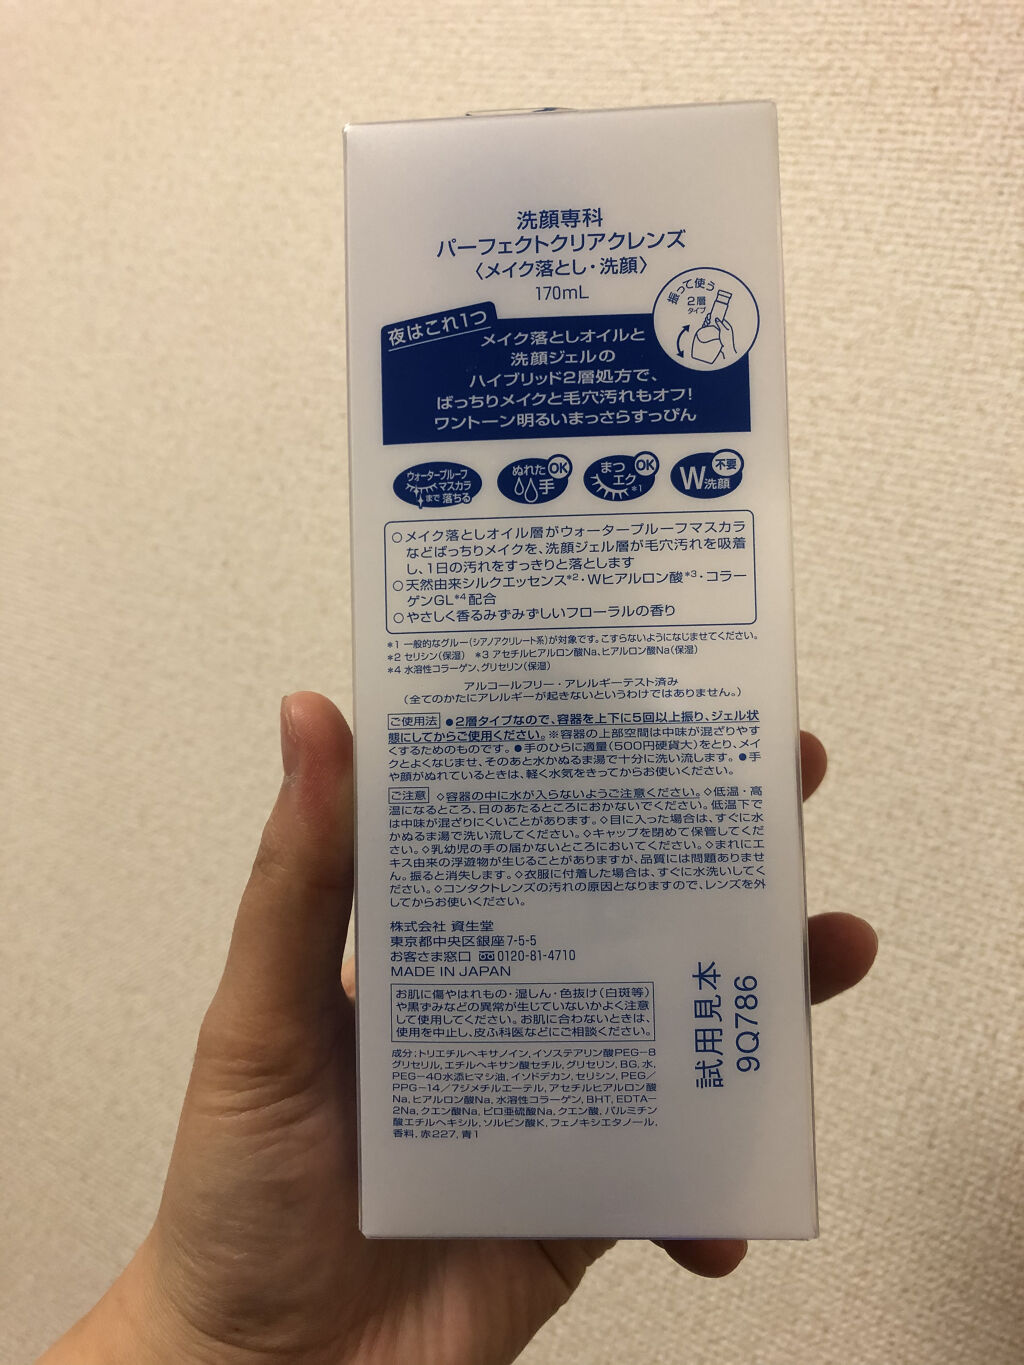 洗顔専科
パーフェクトクリアクレンズ
〈メイク落とし・洗顔〉
170mL
振って使う
2層
タイプ
夜はこれ1つ
メイク落としオイルと
洗顔ジェルの
ハイブリッド2層処方で、
ばっちりメイクと毛穴汚れもオフ!
ワントーン明るいまっさらすっぴん
ウォータープルーフ
マスカラ
まで 落ちる
ぬれた
手
OK
まつ
エク*1
OK
W洗顔
不要
○メイク落としオイル層がウォータープルーフマスカラ
などばっちりメイクを、洗顔ジェル層が毛穴汚れを吸着
し、1日の汚れをすっきりと落とします
○天然由来シルクエッセンス*2・Wヒアルロン酸*3・コラー
ゲンGL*4配合
○やさしく香るみずみずしいフローラルの香り
*1 一般的なグルー(シアノアクリレート系)が対象です。こすらないようになじませてください。
*2 セリシン(保湿) *3 アセチルヒアルロン酸Na、ヒアルロン酸Na(保湿)
*4 水溶性コラーゲン、グリセリン(保湿)
アルコールフリー・アレルギーテスト済み
(全てのかたにアレルギーが起きないというわけではありません。)
ご使用法 ●2層タイプなので、容器を上下に5回以上振り、ジェル状
態にしてからご使用ください。※容器の上部空間は中味が混ざりやす
くするためのものです。●手のひらに適量(500円硬貨大)をとり、メイ
クとよくなじませ、そのあと水かぬるま湯で十分に洗い流します。●手
や顔がぬれているときは、軽く水気をきってからお使いください。
ご注意 ◇容器の中に水が入らないようご注意ください。◇低温・高
温になるところ、日のあたるところにおかないでください。低温下で
は中味が混ざりにくいことがあります。◇目に入った場合は、すぐに水
かぬるま湯で洗い流してください。◇キャップを閉めて保管してくだ
さい。◇乳幼児の手の届かないところにおいてください。◇まれにエ
キス由来の浮遊物が生じることがありますが、品質には問題ありませ
ん。振ると消失します。◇衣服に付着した場合は、すぐに水洗いしてく
ださい。◇コンタクトレンズの汚れの原因となりますので、レンズを外
してからお使いください。
株式会社 資生堂
東京都中央区銀座7-5-5
お客さま窓口 0120-81-4710
MADE IN JAPAN
お肌に傷やはれもの・湿しん・色抜け(白斑等)
や黒ずみなどの異常が生じていないかよく注意
して使用してください。お肌に合わないときは、
使用を中止し、皮ふ科医などにご相談ください。
成分;トリエチルヘキサノイン、イソステアリン酸PEG-8
グリセリル、エチルヘキサン酸セチル、グリセリン、BG、水、
PEG-40水添ヒマシ油、イソドデカン、セリシン、PEG/
PPG-14/7ジメチルエーテル、アセチルヒアルロン酸
Na、ヒアルロン酸Na、水溶性コラーゲン、BHT、EDTA-
2Na、クエン酸Na、ピロ亜硫酸Na、クエン酸、パルミチン
酸エチルヘキシル、ソルビン酸K、フェノキシエタノール、
香料、赤227、青1
試用見本
9Q786